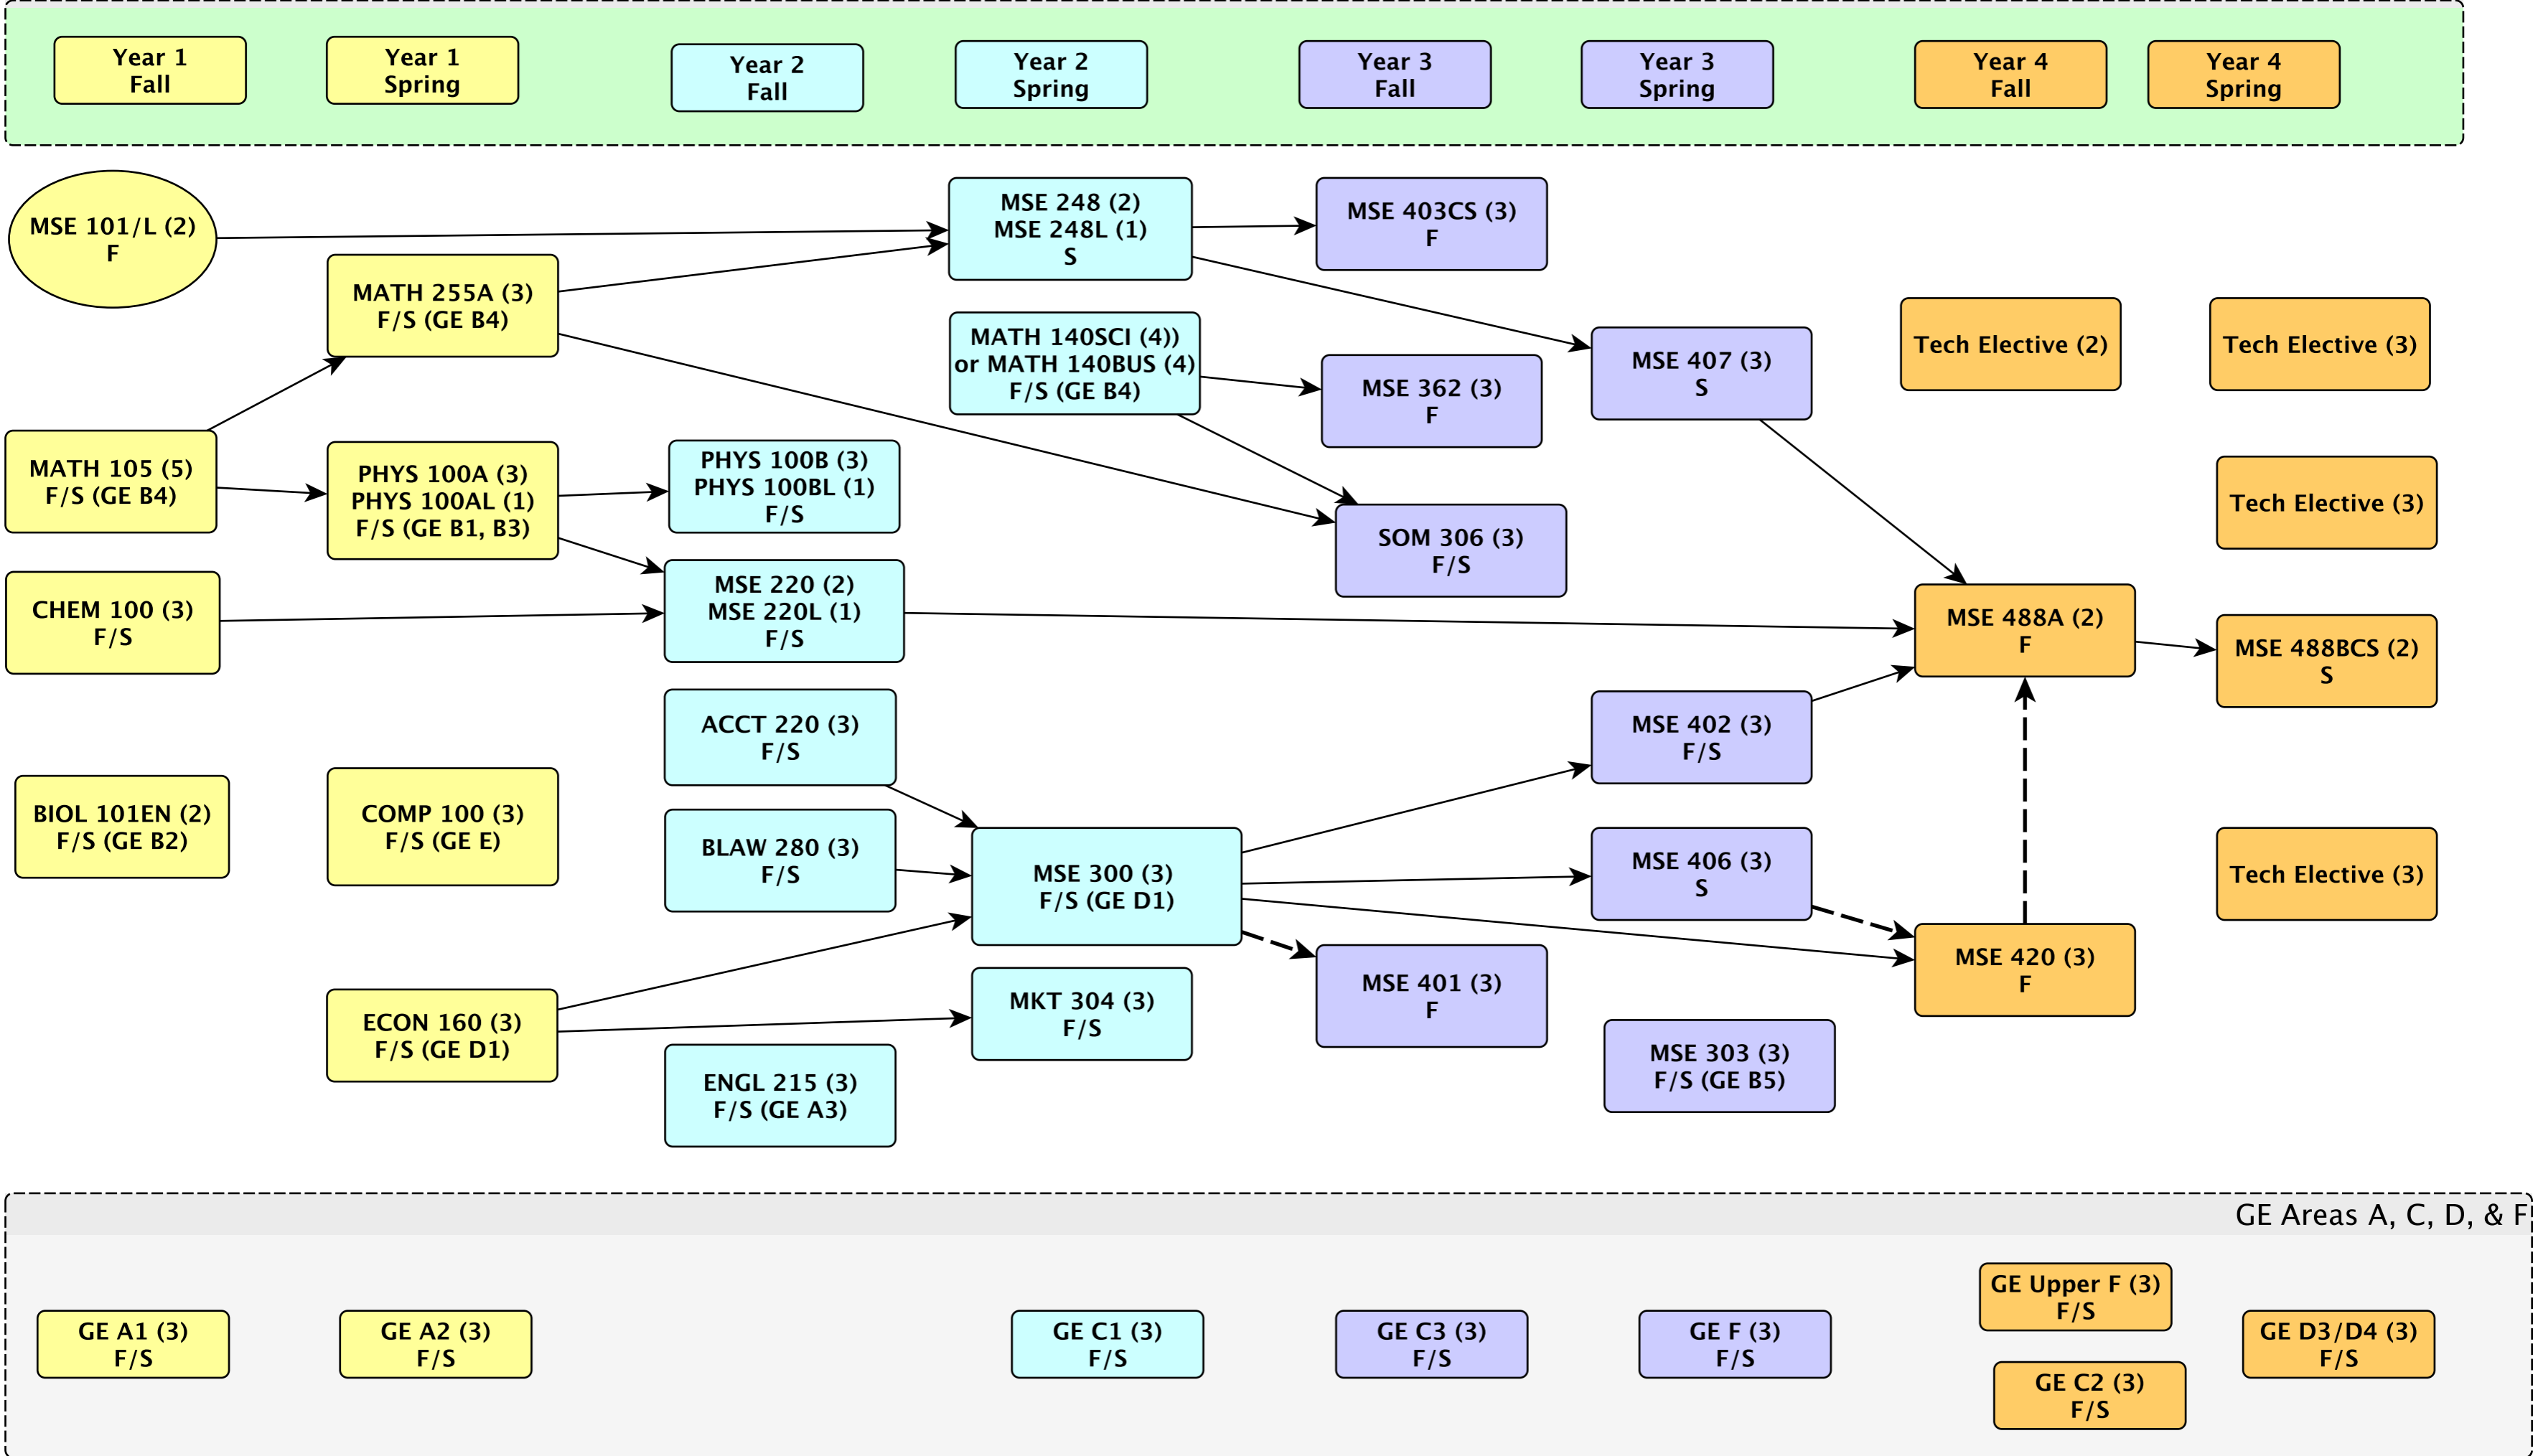 Year 1
Fall
Year 1
Spring
Year 2
Fall
Year 2
Spring
Year 3
Fall
Year 3
Spring
Year 4
Fall
Year 4
Spring
MSE 101/L (2)
F
MATH 105 (5)
F/S (GE B4)
CHEM 100 (3)
F/S
BIOL 101EN (2)
F/S (GE B2)
MATH 255A (3)
F/S (GE B4)
PHYS 100A (3)
PHYS 100AL (1)
F/S (GE B1, B3)
COMP 100 (3)
F/S (GE E)
ECON 160 (3)
F/S (GE D1)
PHYS 100B (3)
PHYS 100BL (1)
F/S
MSE 220 (2)
MSE 220L (1)
F/S
ACCT 220 (3)
F/S
BLAW 280 (3)
F/S
ENGL 215 (3)
F/S (GE A3)
MSE 248 (2)
MSE 248L (1)
S
MATH 140SCI (4))
or MATH 140BUS (4)
F/S (GE B4)
MSE 300 (3)
F/S (GE D1)
MKT 304 (3)
F/S
MSE 403CS (3)
F
MSE 362 (3)
F
SOM 306 (3)
F/S
MSE 401 (3)
F
MSE 407 (3)
S
MSE 402 (3)
F/S
MSE 406 (3)
S
MSE 303 (3)
F/S (GE B5)
Tech Elective (2)
MSE 488A (2)
F
MSE 420 (3)
F
Tech Elective (3)
Tech Elective (3)
MSE 488BCS (2)
S
Tech Elective (3)
GE Areas A, C, D, & F
GE A1 (3)
F/S
GE A2 (3)
F/S
GE C1 (3)
F/S
GE C3 (3)
F/S
GE F (3)
F/S
GE Upper F (3)
F/S
GE C2 (3)
F/S
GE D3/D4 (3)
F/S